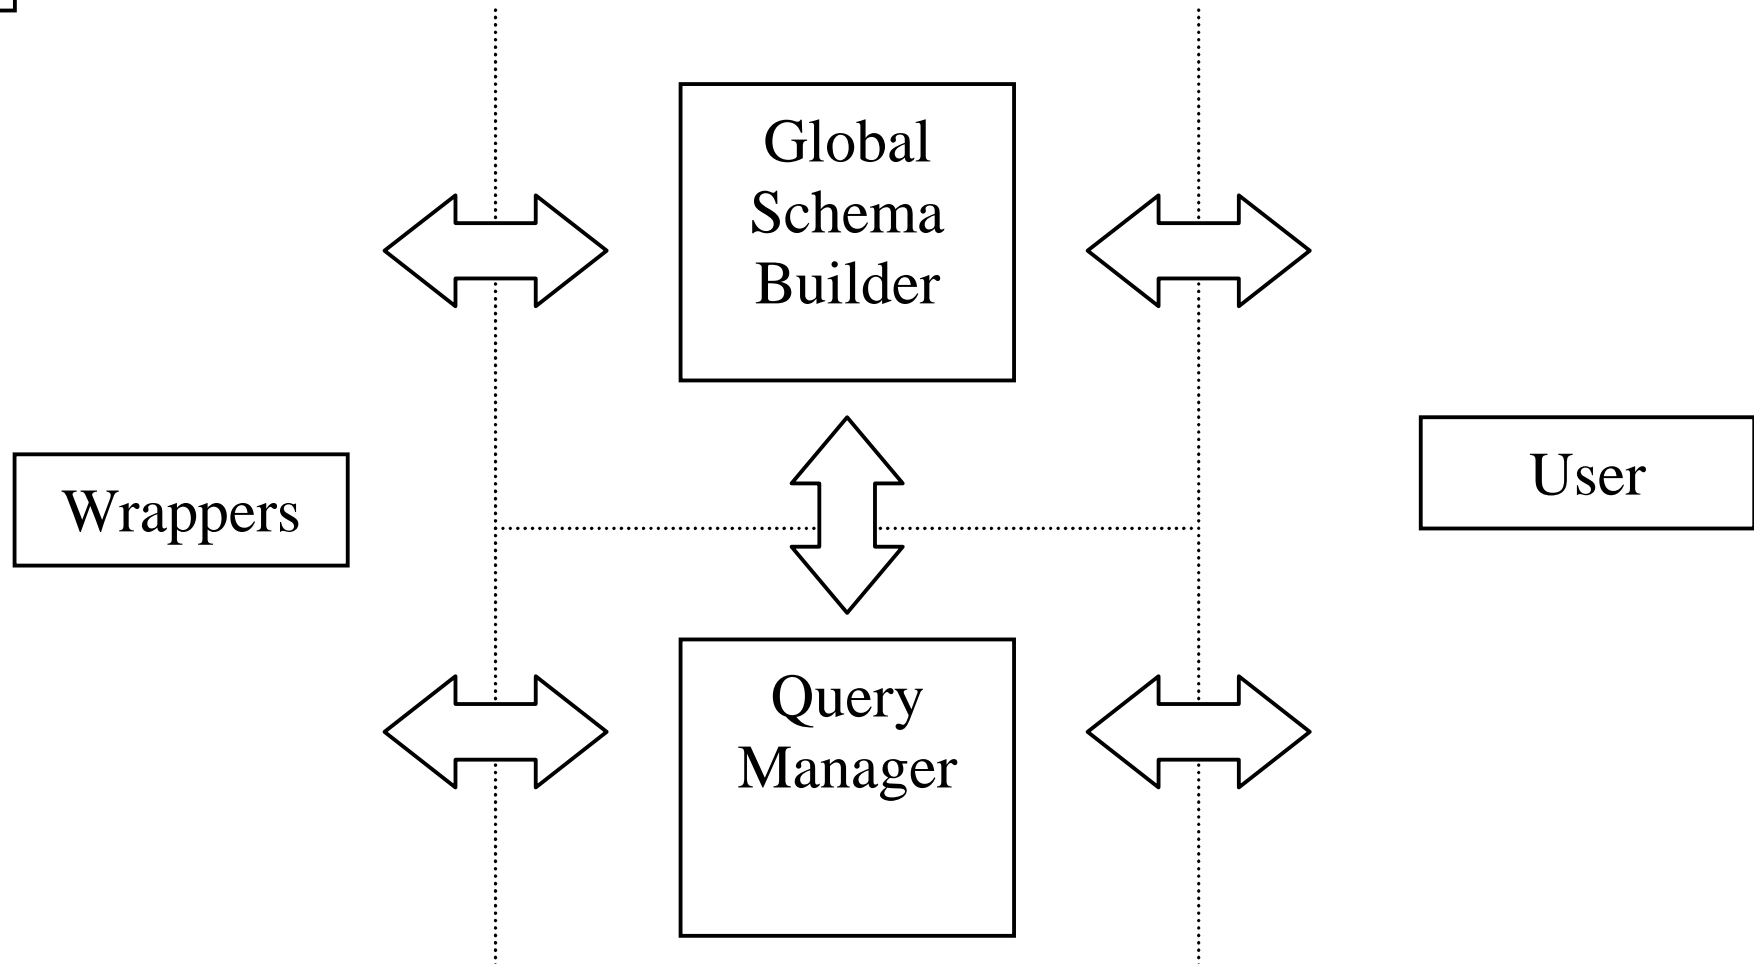 Global
Schema
Builder
Wrappers
User
Query
Manager